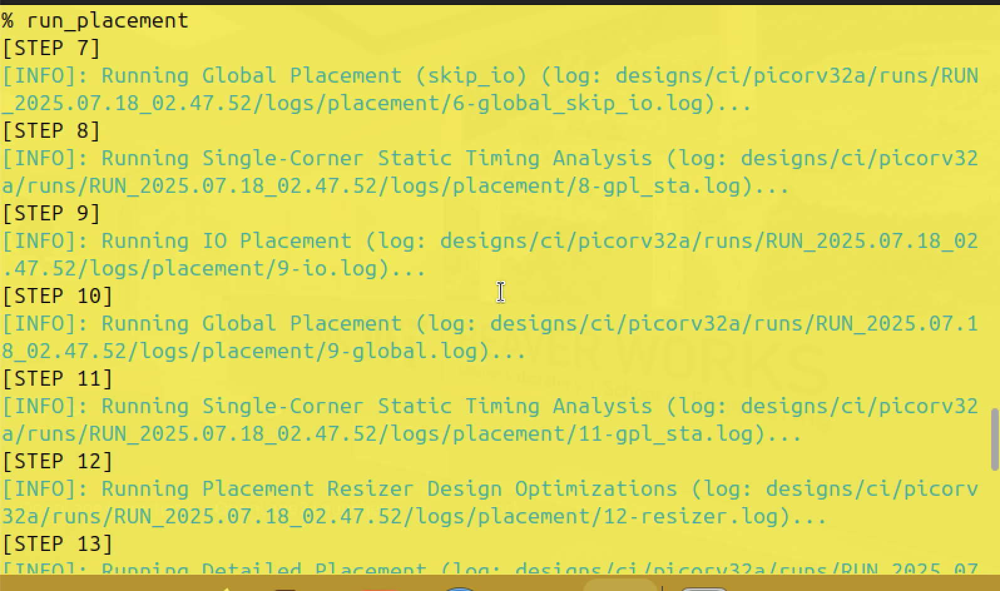 % run_placement
[STEP 7]
[INFO]: Running Global Placement (skip_io) (log: designs/ci/picorv32a/runs/RUN
_2025.07.18_02.47.52/logs/placement/6-global_skip_io.log)...
[STEP 8]
[INFO]: Running Single-Corner Static Timing Analysis (log: designs/ci/picorv32
a/runs/RUN_2025.07.18_02.47.52/logs/placement/8-gpl_sta.log)...
[STEP 9]
[INFO]: Running IO Placement (log: designs/ci/picorv32a/runs/RUN_2025.07.18_02
.47.52/logs/placement/9-io.log)...
[STEP 10]
[INFO]: Running Global Placement (log: designs/ci/picorv32a/runs/RUN_2025.07.1
8_02.47.52/logs/placement/9-global.log)...
[STEP 11]
[INFO]: Running Single-Corner Static Timing Analysis (log: designs/ci/picorv32
a/runs/RUN_2025.07.18_02.47.52/logs/placement/11-gpl_sta.log)...
[STEP 12]
[INFO]: Running Placement Resizer Design Optimizations (log: designs/ci/picorv
32a/runs/RUN_2025.07.18_02.47.52/logs/placement/12-resizer.log)...
[STEP 13]
[INFO]: Running Detailed Placement (log: designs/ci/picorv32a/runs/RUN_2025.07
BEAVER WORKS